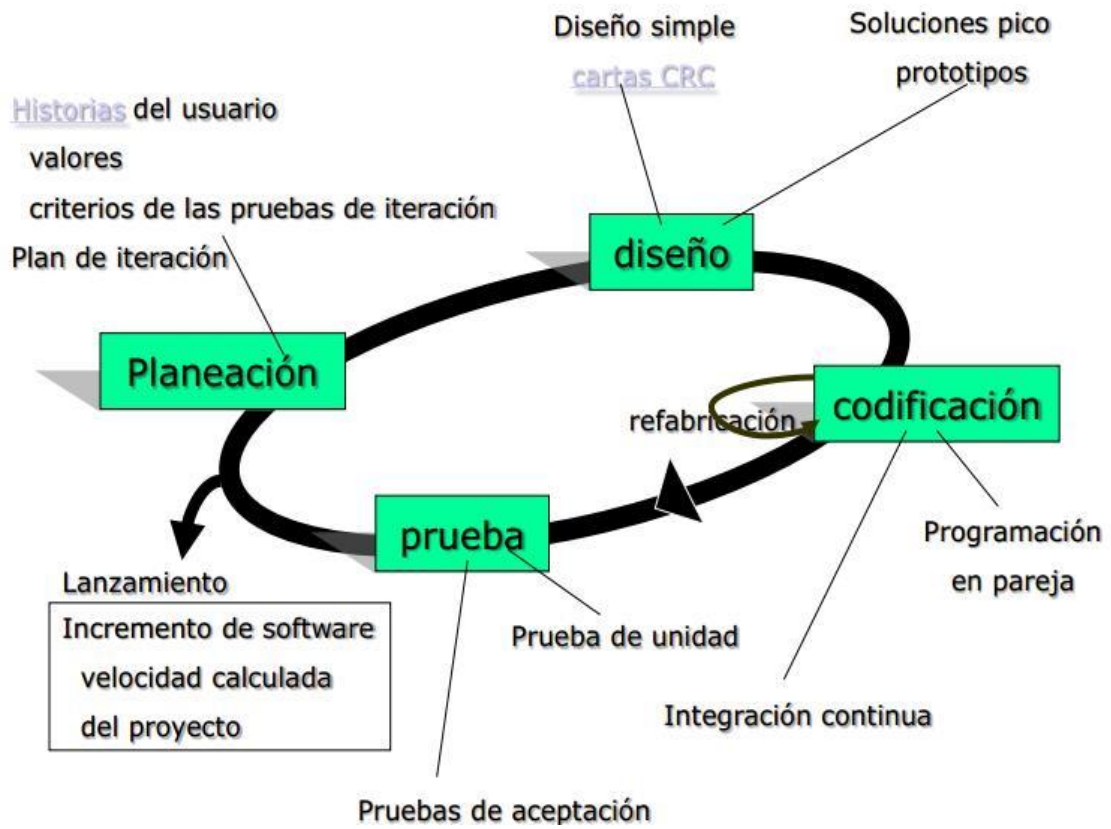 Diseño simple
cartas CRC
Soluciones pico
prototipos
Historias del usuario
valores
criterios de las pruebas de iteración
Plan de iteración
diseño
Planeación
codificación
refabricación
prueba
Programación
en pareja
Lanzamiento
Incremento de software
velocidad calculada
del proyecto
Prueba de unidad
Integración continua
Pruebas de aceptación